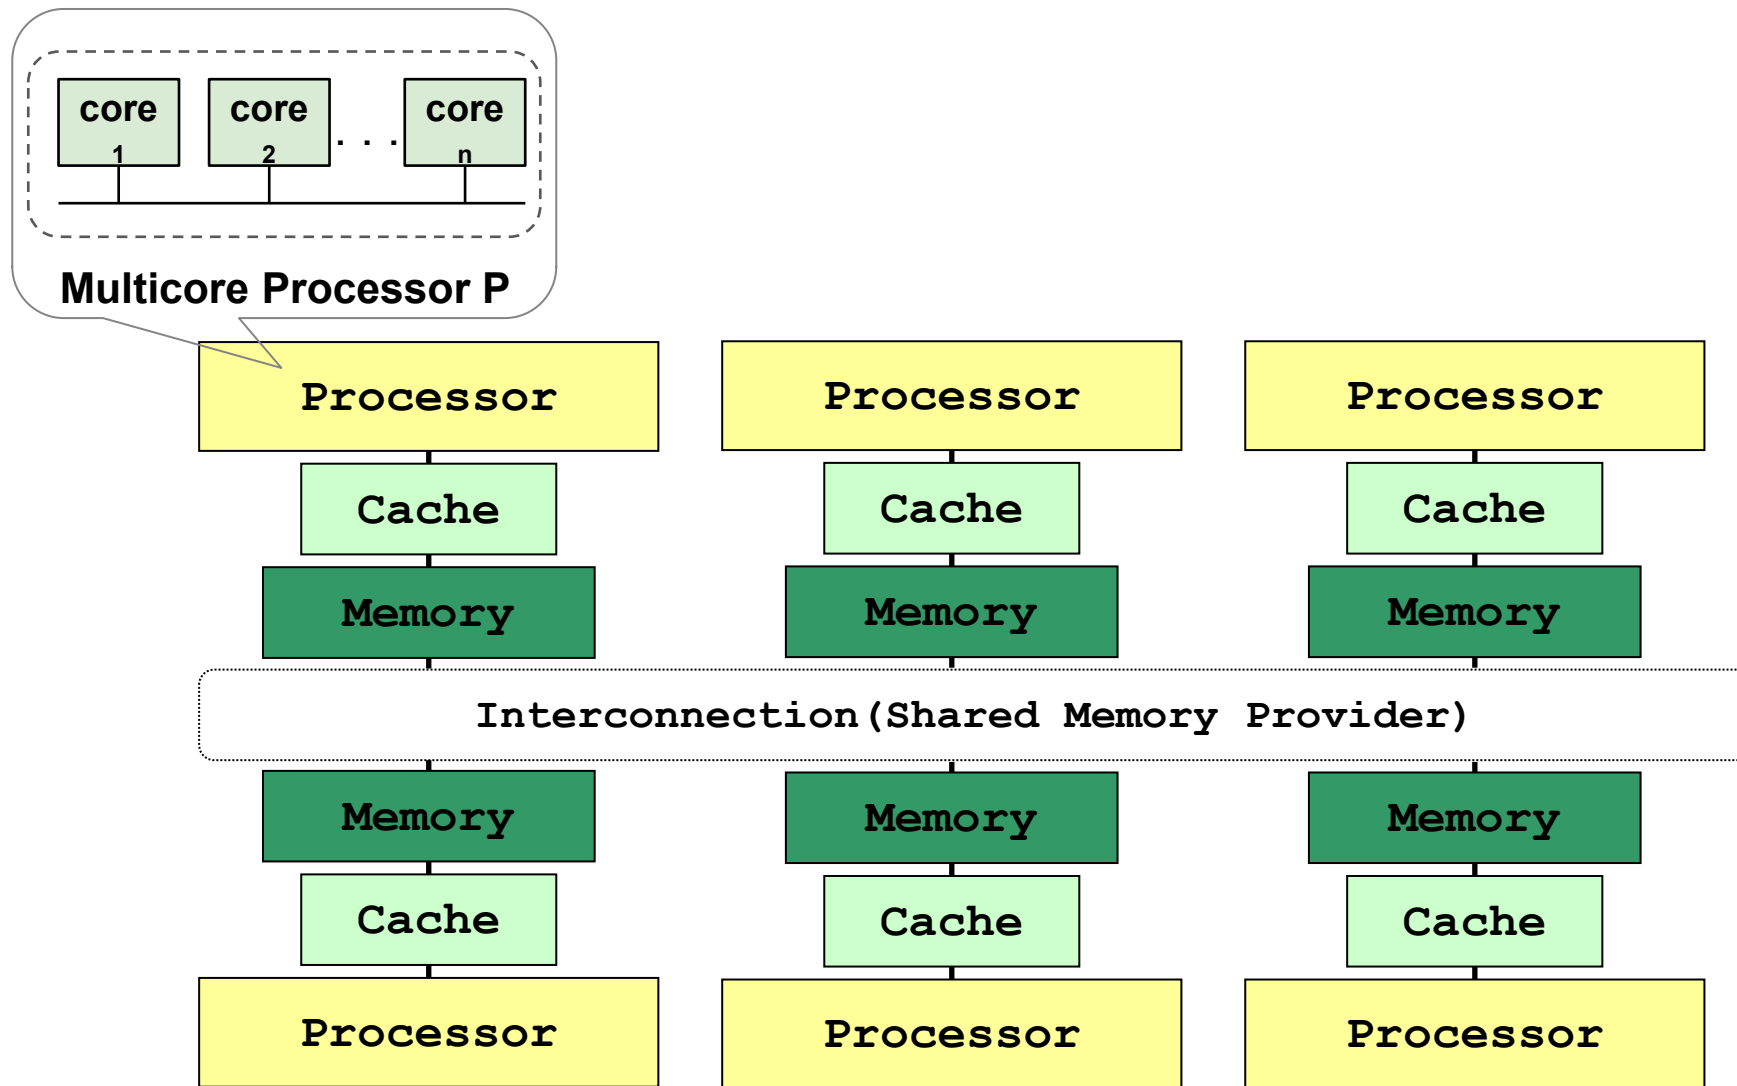 core core core
1 2 . . . n
Multicore Processor P
Processor Processor Processor
Cache Cache Cache
Memory Memory Memory
Interconnection(Shared Memory Provider)
Memory Memory Memory
Cache Cache Cache
Processor Processor Processor